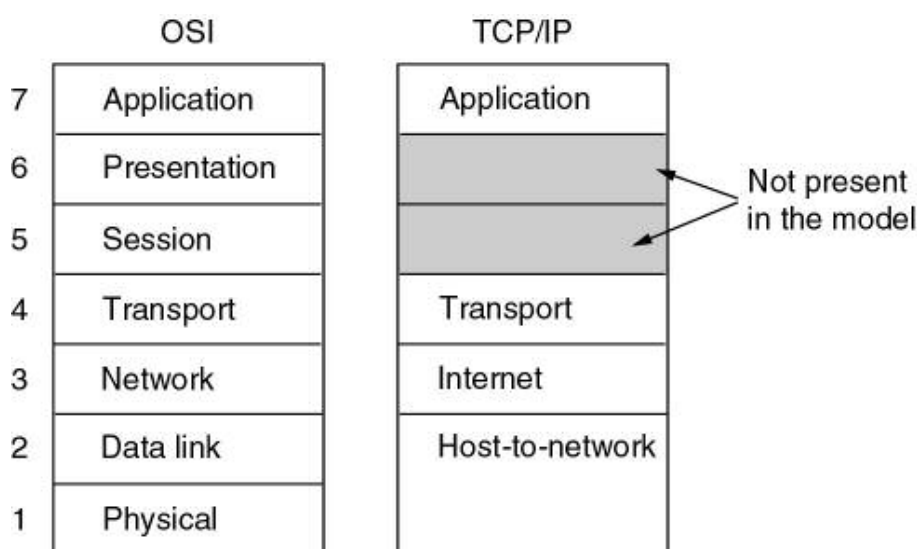 OSI TCP/IP
7 Application Application
6 Presentation
Not present
in the model
5 Session
4 Transport Transport
3 Network Internet
2 Data link Host-to-network
1 Physical